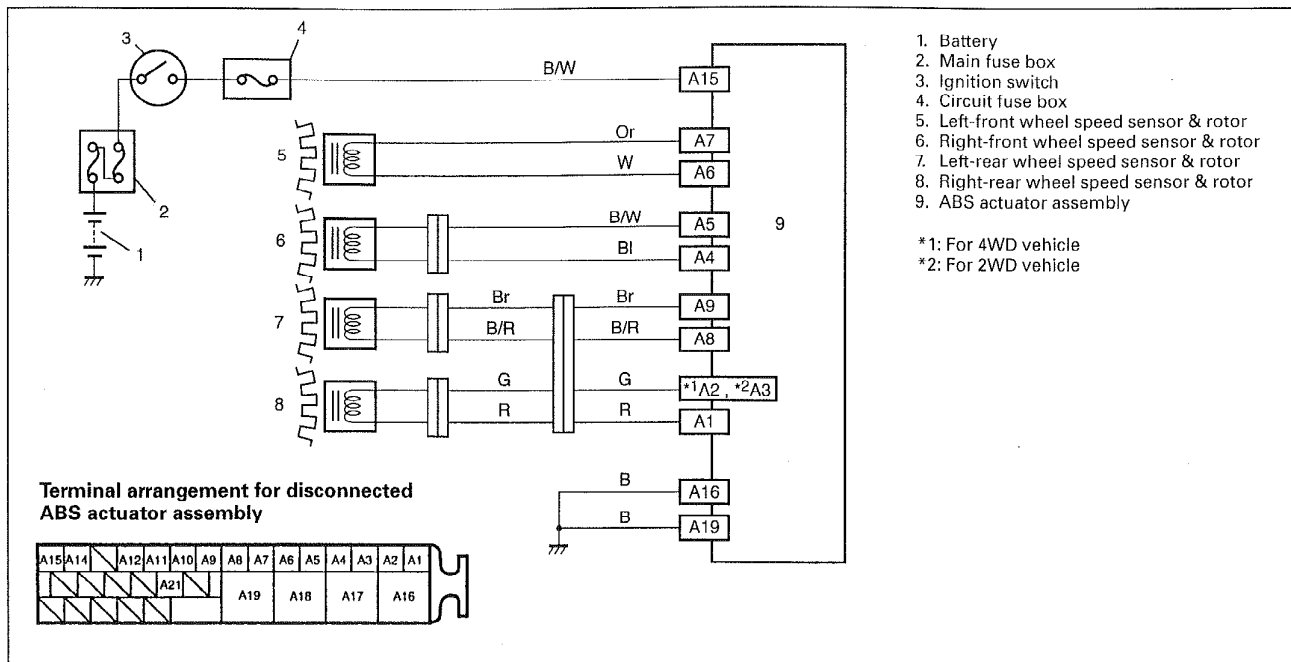 3
4
B/W
A15
Or
A7
5
W
A6
2
B/W
A5
6
9
Bl
A4
1
Br
Br
A9
7
B/R
B/R
A8
G
G
*1A2 , *2A3
8
R
R
A1
B
A16
B
A19
1. Battery
2. Main fuse box
3. Ignition switch
4. Circuit fuse box
5. Left-front wheel speed sensor & rotor
6. Right-front wheel speed sensor & rotor
7. Left-rear wheel speed sensor & rotor
8. Right-rear wheel speed sensor & rotor
9. ABS actuator assembly
*1: For 4WD vehicle
*2: For 2WD vehicle
Terminal arrangement for disconnected
ABS actuator assembly
A15 A14 A12 A11 A10 A9 A8 A7 A6 A5 A4 A3 A2 A1
A21
A19 A18 A17 A16